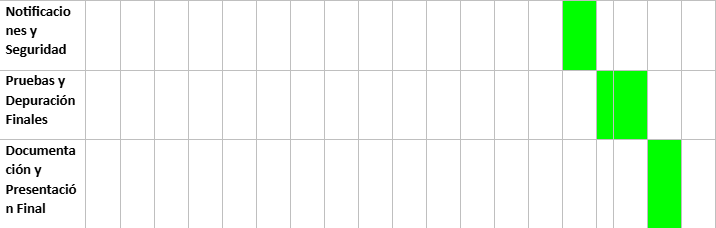 Notificacio
nes y
Seguridad
Pruebas y
Depuración
Finales
Documenta
ción y
Presentació
n Final